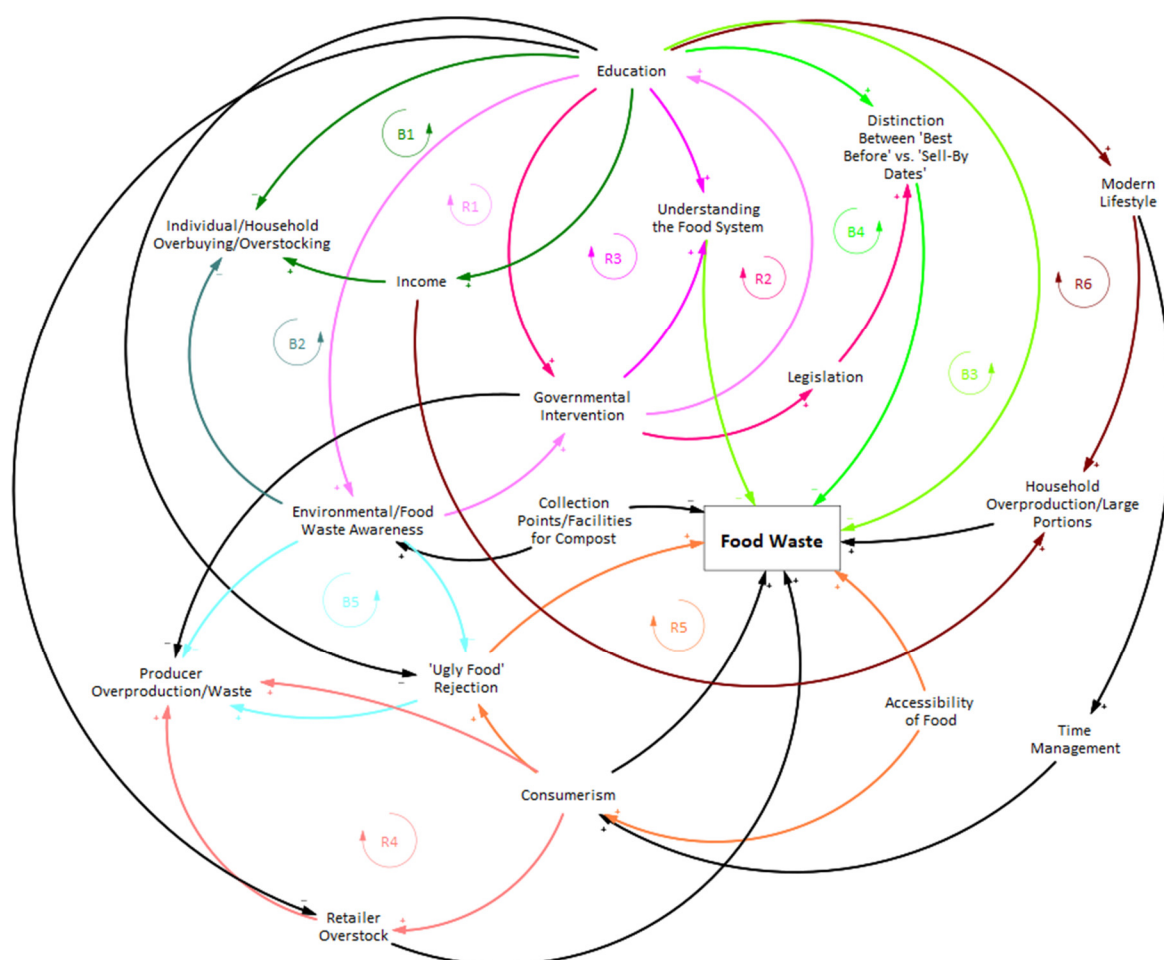 Education
Distinction
Between 'Best
Before' vs. 'Sell-By
Dates'
B1
Modern
Lifestyle
R1
Understanding
the Food System
Individual/Household
Overbuying/Overstocking
B4
R3
R2
R6
Income
B2
Legislation
B3
Governmental
Intervention
Environmental/Food
Waste Awareness
Collection
Points/Facilities
for Compost
Food Waste
Household
Overproduction/Large
Portions
B5
R5
Producer
Overproduction/Waste
'Ugly Food'
Rejection
Accessibility
of Food
Time
Management
Consumerism
R4
Retailer
Overstock